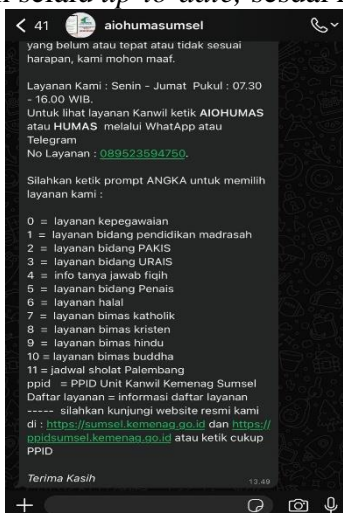 selalu up-to-date, sesuai
41 aiohumasumsel
yang belum atau tepat atau tidak sesuai
harapan, kami mohon maaf.
Layanan Kami : Senin - Jumat Pukul : 07.30
- 16.00 WIB.
Untuk lihat layanan Kanwil ketik AIOHUMAS
atau HUMAS melalui WhatApp atau
Telegram
No Layanan : 089523594750.
Silahkan ketik prompt ANGKA untuk memilih
layanan kami :
0 = layanan kepegawaian
1 = layanan bidang pendidikan madrasah
2 = layanan bidang PAKIS
3 = layanan bidang URAIS
4 = info tanya jawab fiqih
5 = layanan bidang Penais
6 = layanan halal
7 = layanan bimas katholik
8 = layanan bimas kristen
9 = layanan bimas hindu
10 = layanan bimas buddha
11 = jadwal sholat Palembang
ppid = PPID Unit Kanwil Kemenag Sumsel
Daftar layanan = informasi daftar layanan
----- silahkan kunjungi website resmi kami
di : https://sumsel.kemenag.go.id dan https://
ppidsumsel.kemenag.go.id atau ketik cukup
PPID
Terima Kasih
13.49